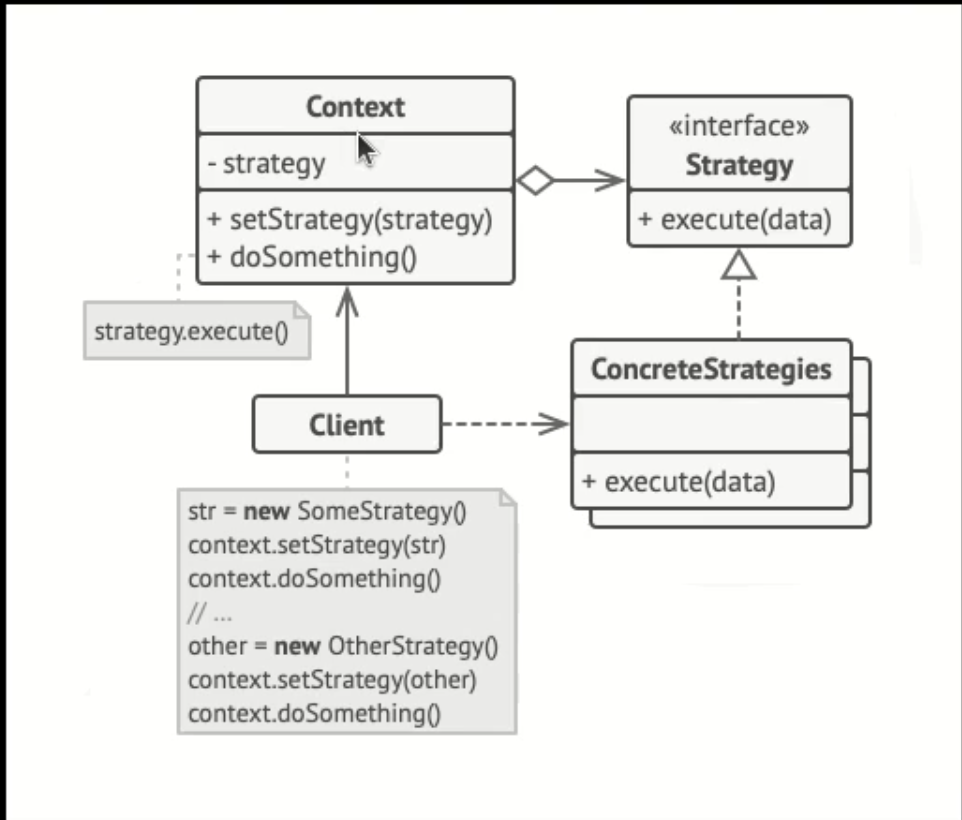 Context
- strategy
+ setStrategy(strategy)
+ doSomething()
«interface»
Strategy
+ execute(data)
strategy.execute()
Client
ConcreteStrategies
+ execute(data)
str = new SomeStrategy()
context.setStrategy(str)
context.doSomething()
// ...
other = new OtherStrategy()
context.setStrategy(other)
context.doSomething()